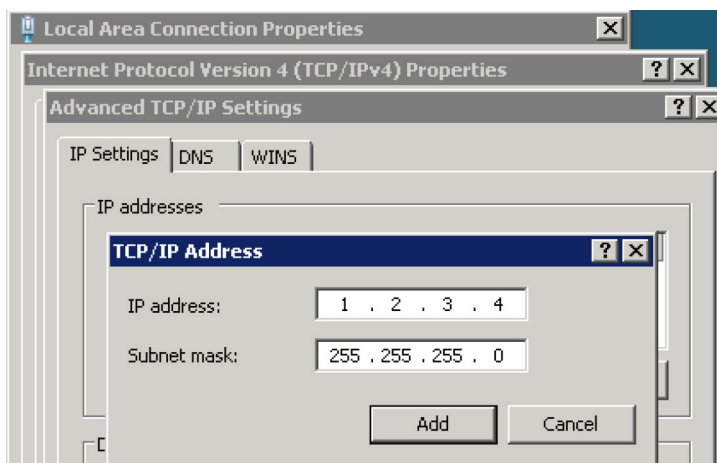 Local Area Connection Properties
Internet Protocol Version 4 (TCP/IPv4) Properties
Advanced TCP/IP Settings
IP Settings DNS WINS
IP addresses
TCP/IP Address
IP address: 1 . 2 . 3 . 4
Subnet mask: 255 . 255 . 255 . 0
Add Cancel